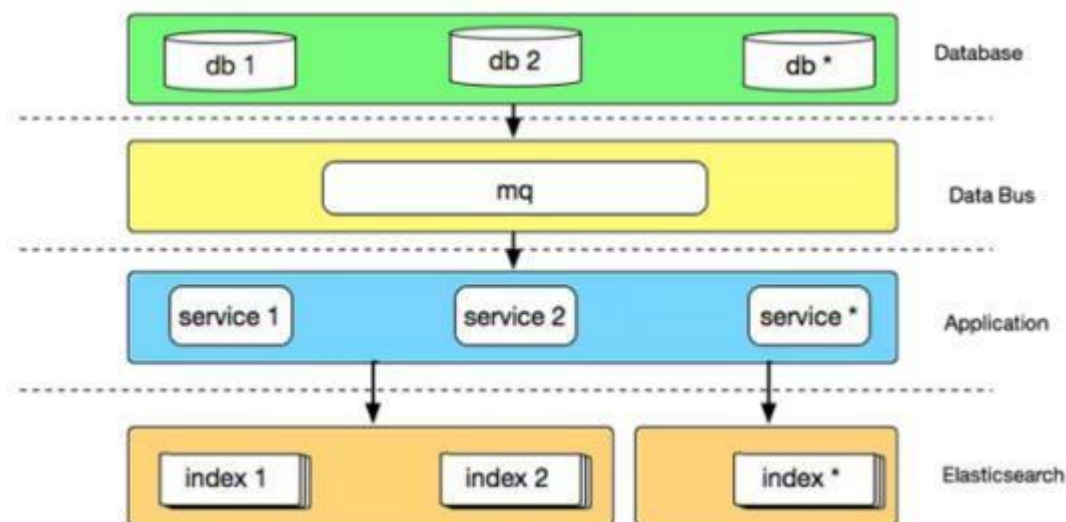 db 1
db 2
db *
Database
mq
Data Bus
service 1
service 2
service *
Application
index 1
index 2
index *
Elasticsearch